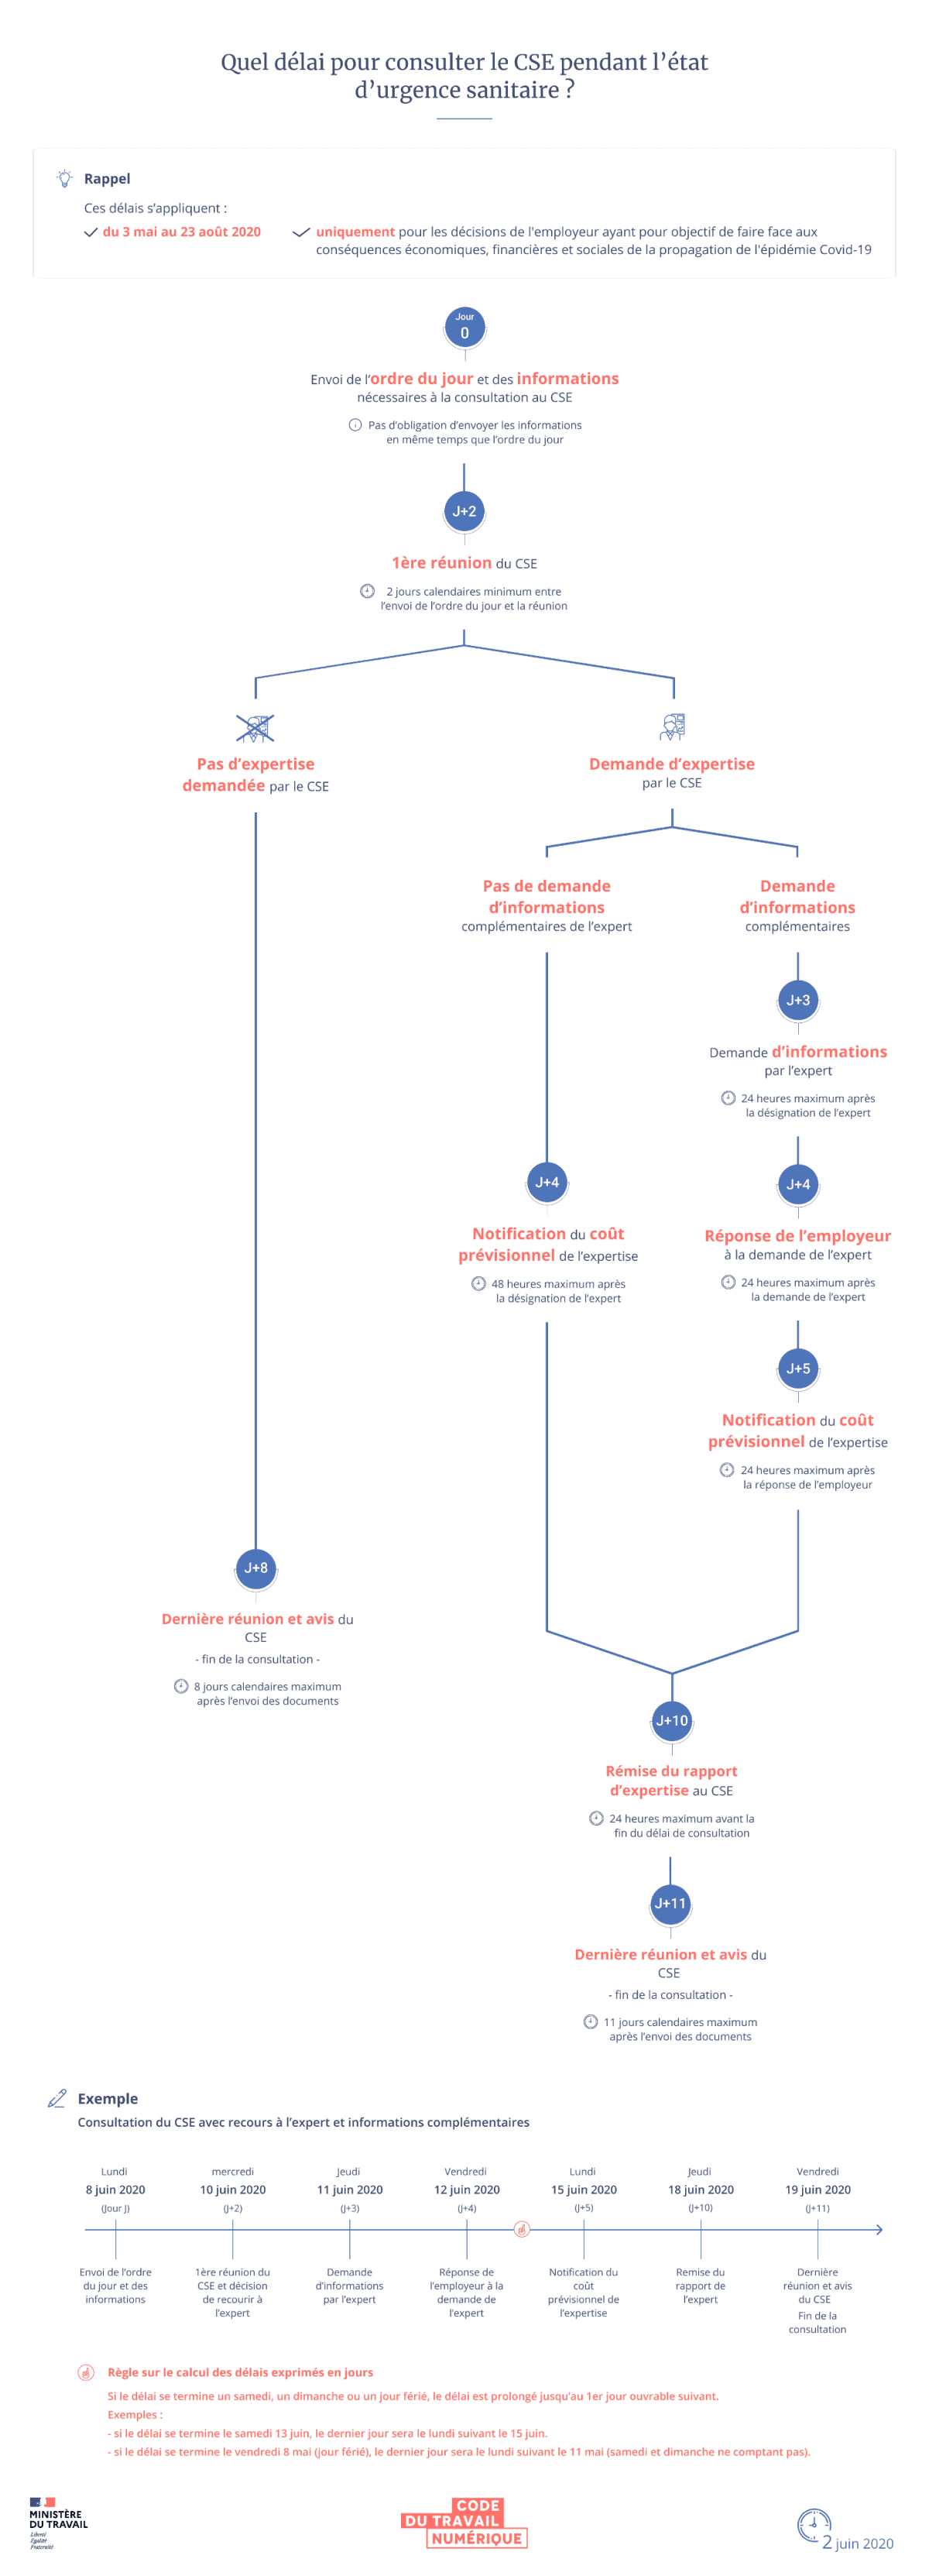 Quel délai pour consulter le CSE pendant l'état
d'urgence sanitaire ?
Rappel
Ces délais s'appliquent :
du 3 mai au 23 août 2020
uniquement pour les décisions de l'employeur ayant pour objectif de faire face aux
conséquences économiques, financières et sociales de la propagation de l'épidémie Covid-19
Jour
0
Envoi de l'ordre du jour et des informations
nécessaires à la consultation au CSE
Pas d'obligation d'envoyer les informations
en même temps que l'ordre du jour
J+2
1ère réunion du CSE
2 jours calendaires minimum entre
l'envoi de l'ordre du jour et la réunion
Pas d'expertise
demandée par le CSE
Demande d'expertise
par le CSE
Pas de demande
d'informations
complémentaires de l'expert
Demande
d'informations
complémentaires
J+3
Demande d'informations
par l'expert
24 heures maximum après
la désignation de l'expert
J+4
Notification du coût
prévisionnel de l'expertise
48 heures maximum après
la désignation de l'expert
J+4
Réponse de l'employeur
à la demande de l'expert
24 heures maximum après
la demande de l'expert
J+5
Notification du coût
prévisionnel de l'expertise
24 heures maximum après
la réponse de l'employeur
J+8
Dernière réunion et avis du
CSE
- fin de la consultation -
8 jours calendaires maximum
après l'envoi des documents
J+10
Rémise du rapport
d'expertise au CSE
24 heures maximum avant la
fin du délai de consultation
J+11
Dernière réunion et avis du
CSE
- fin de la consultation -
11 jours calendaires maximum
après l'envoi des documents
Exemple
Consultation du CSE avec recours à l'expert et informations complémentaires
Lundi
8 juin 2020
(Jour J)
Envoi de l'ordre
du jour et des
informations
mercredi
10 juin 2020
(J+2)
1ère réunion du
CSE et décision
de recourir à
l'expert
Jeudi
11 juin 2020
(J+3)
Demande
d'informations
par l'expert
Vendredi
12 juin 2020
(J+4)
Réponse de
l'employeur à la
demande de
l'expert
Lundi
15 juin 2020
(J+5)
Notification du
coût
prévisionnel de
l'expertise
Jeudi
18 juin 2020
(J+10)
Remise du
rapport de
l'expert
Vendredi
19 juin 2020
(J+11)
Dernière
réunion et avis
du CSE
Fin de la
consultation
Règle sur le calcul des délais exprimés en jours
Si le délai se termine un samedi, un dimanche ou un jour férié, le délai est prolongé jusqu'au 1er jour ouvrable suivant.
Exemples :
- si le délai se termine le samedi 13 juin, le dernier jour sera le lundi suivant le 15 juin.
- si le délai se termine le vendredi 8 mai (jour férié), le dernier jour sera le lundi suivant le 11 mai (samedi et dimanche ne comptant pas).
MINISTÈRE
DU TRAVAIL
Liberté
Égalité
Fraternité
CODE
DU TRAVAIL
NUMÉRIQUE
2 juin 2020